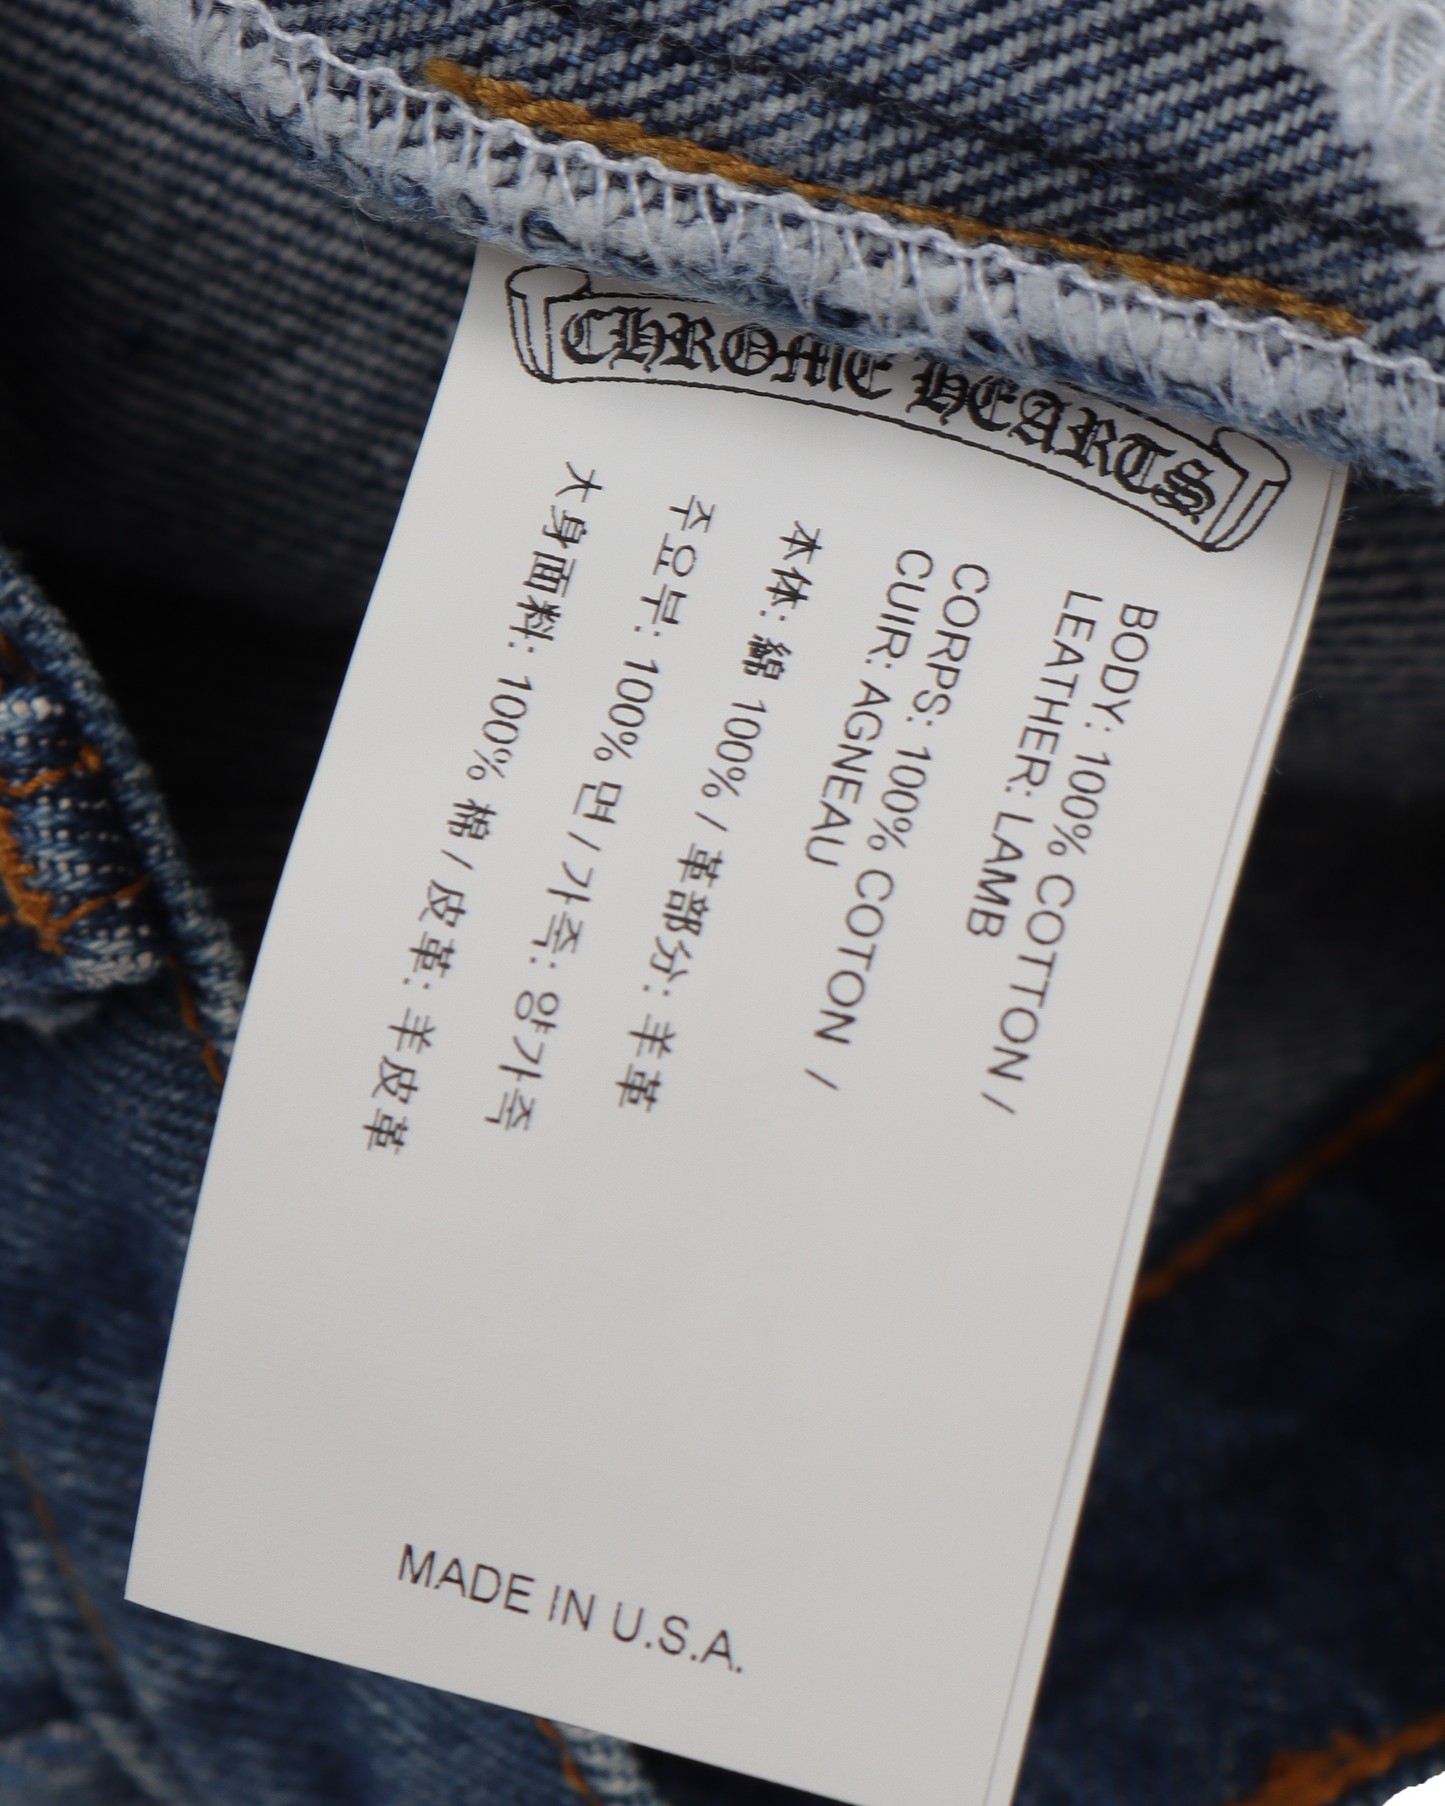 CHROME HEARTS
BODY: 100% COTTON /
LEATHER: LAMB
CORPS: 100% COTON /
CUIR: AGNEAU
本体: 綿 100% / 革部分: 羊革
주요부: 100% 면 / 가죽: 양가죽
大身面料: 100% 棉 / 皮革: 羊皮革
MADE IN U.S.A.